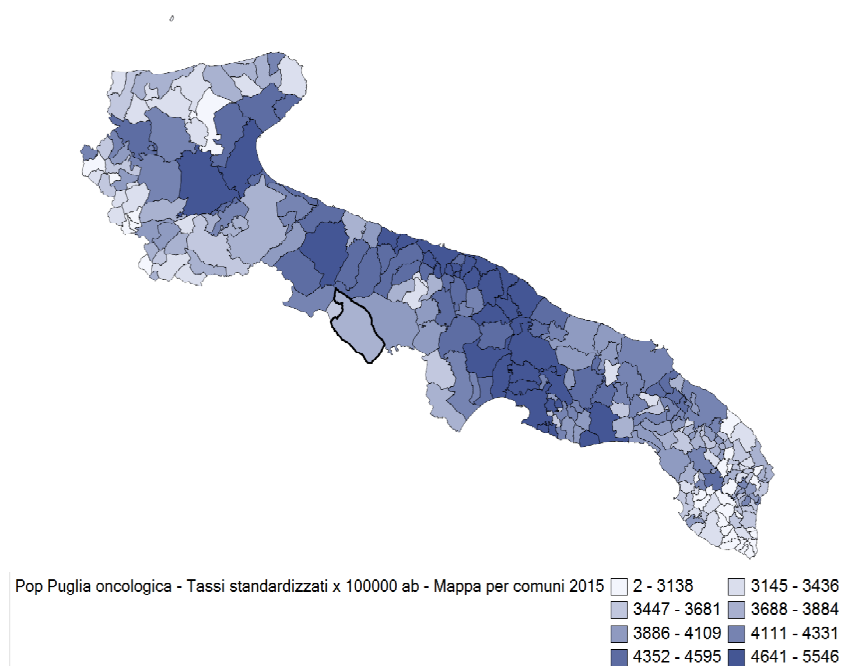 Pop Puglia oncologica - Tassi standardizzati x 100000 ab - Mappa per comuni 2015
2 - 3138
3145 - 3436
3447 - 3681
3688 - 3884
3886 - 4109
4111 - 4331
4352 - 4595
4641 - 5546